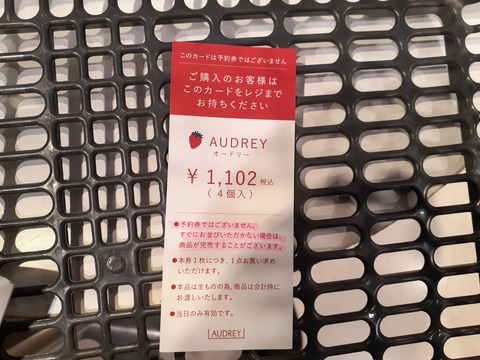 このカードは予約券ではございません
ご購入のお客様は
このカードをレジまで
お持ちください
AUDREY
オードリー
¥1,102税込
(4個入)
●予約券ではございません。
すぐにお並びいただかない場合は、
商品が完売することがございます。
●本券1枚につき、1点お買い求め
いただけます。
●本品は生ものの為、商品は会計時に
お渡しいたします。
●当日のみ有効です。
AUDREY